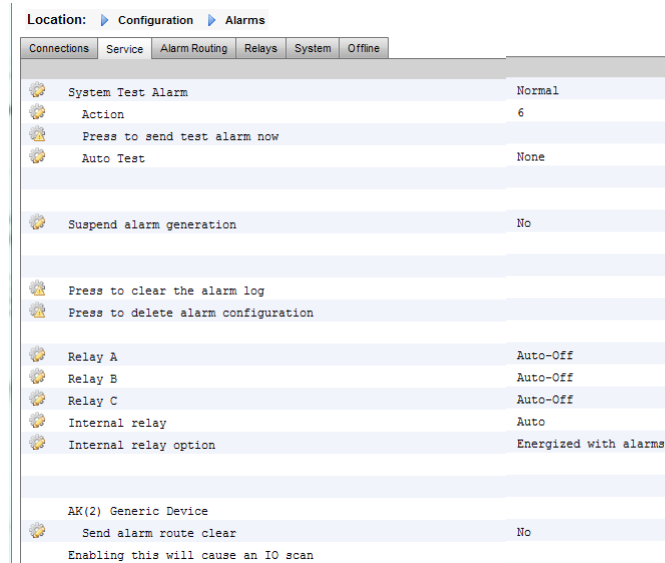 Location: Configuration Alarms
Connections Service Alarm Routing Relays System Offline
System Test Alarm Normal
Action 6
Press to send test alarm now
Auto Test None
Suspend alarm generation No
Press to clear the alarm log
Press to delete alarm configuration
Relay A Auto-Off
Relay B Auto-Off
Relay C Auto-Off
Internal relay Auto
Internal relay option Energized with alarms
AK(2) Generic Device
Send alarm route clear No
Enabling this will cause an IO scan